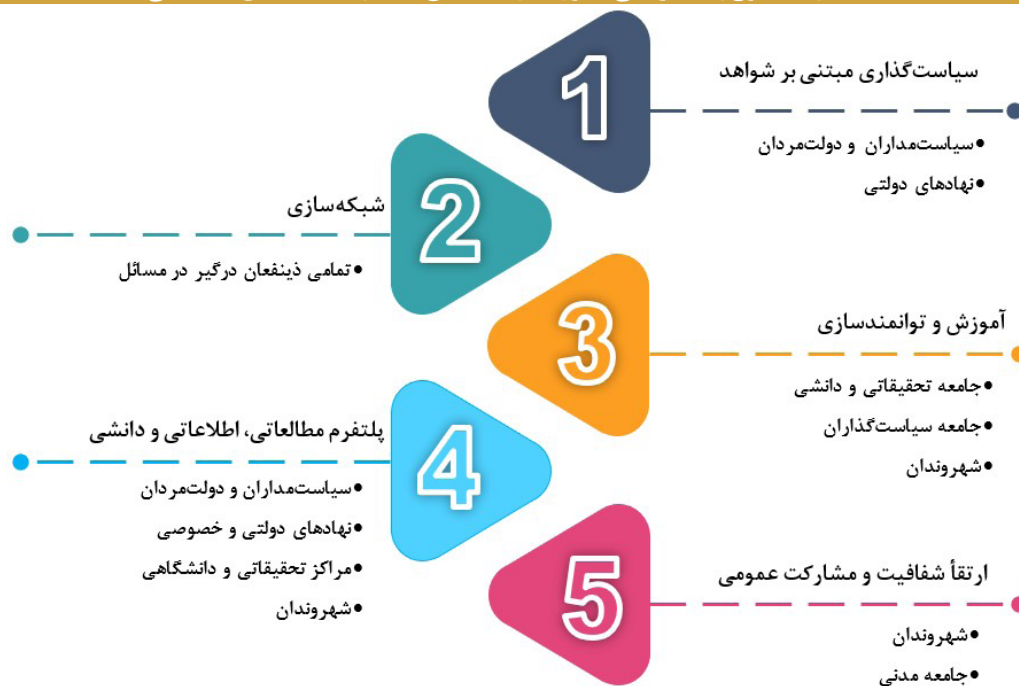 1
سیاست‌گذاری مبتنی بر شواهد
•سیاست‌مداران و دولت‌مردان
•نهادهای دولتی
2
شبکه‌سازی
•تمامی ذینفعان درگیر در مسائل
3
آموزش و توانمندسازی
•جامعه تحقیقاتی و دانشی
•جامعه سیاست‌گذاران
•شهروندان
4
پلتفرم مطالعاتی، اطلاعاتی و دانشی
•سیاست‌مداران و دولت‌مردان
•نهادهای دولتی و خصوصی
•مراکز تحقیقاتی و دانشگاهی
•شهروندان
5
ارتقأ شفافیت و مشارکت عمومی
•شهروندان
•جامعه مدنی